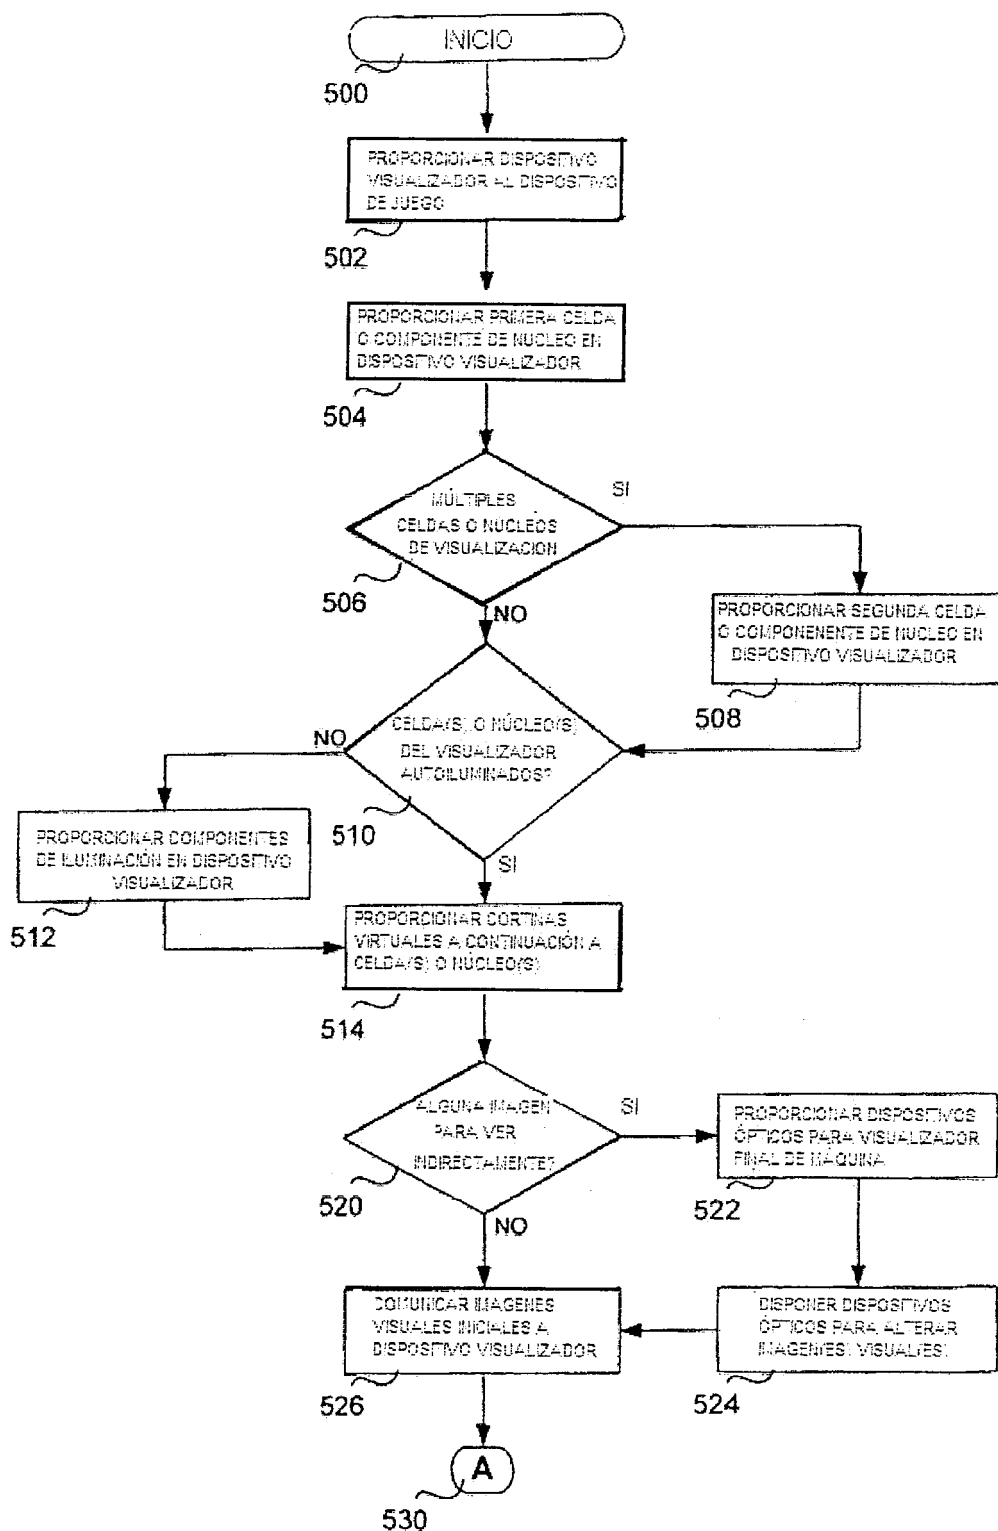 INICIO
500
PROPORCIONAR DISPOSITIVO
VISUALIZADOR AL DISPOSITIVO
DE JUEGO
502
PROPORCIONAR PRIMERA CELDA
O COMPONENTE DE NUCLEO EN
DISPOSITIVO VISUALIZADOR
504
MÚLTIPLES
CELDAS O NÚCLEOS
DE VISUALIZACION
SI
506
NO
PROPORCIONAR SEGUNDA CELDA
O COMPONENENTE DE NUCLEO EN
DISPOSITIVO VISUALIZADOR
508
CELDA(S) O NÚCLEO(S)
DEL VISUALIZADOR
AUTOILUMINADOS?
NO
510
SI
PROPORCIONAR COMPONENTES
DE ILUMINACIÓN EN DISPOSITIVO
VISUALIZADOR
512
PROPORCIONAR CORTINAS
VIRTUALES A CONTINUACIÓN A
CELDA(S) O NÚCLEO(S)
514
ALGUNA IMAGEN
PARA VER
INDIRECTAMENTE?
SI
520
NO
PROPORCIONAR DISPOSITIVOS
ÓPTICOS PARA VISUALIZADOR
FINAL DE MÁQUINA
522
DISPONER DISPOSITIVOS
ÓPTICOS PARA ALTERAR
IMAGEN(ES) VISUAL(ES)
524
COMUNICAR IMAGENES
VISUALES INICIALES A
DISPOSITIVO VISUALIZADOR
526
A
530